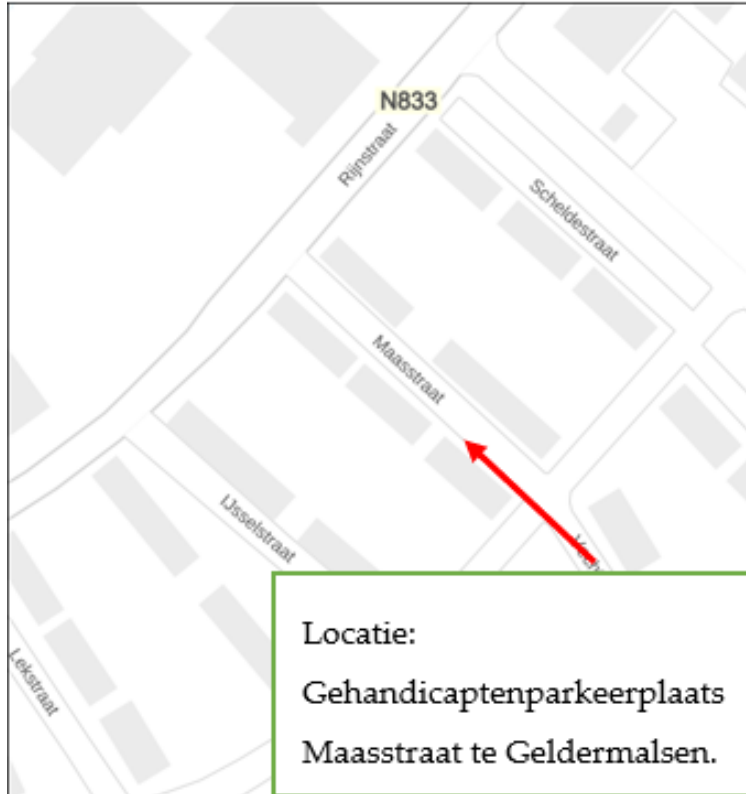 N833
Rijnstraat
Scheldestraat
Maasstraat
IJsselstraat
Lekstraat
Locatie:
Gehandicaptenparkeerplaats
Maasstraat te Geldermalsen.